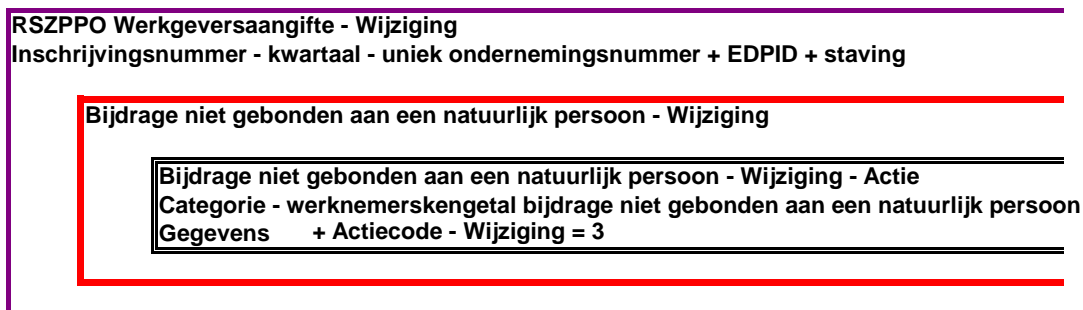 RSZPPO Werkgeversaangifte - Wijziging
Inschrijvingsnummer - kwartaal - uniek ondernemingsnummer + EDPID + staving
Bijdrage niet gebonden aan een natuurlijk persoon - Wijziging
Bijdrage niet gebonden aan een natuurlijk persoon - Wijziging - Actie
Categorie - werknemerskengetal bijdrage niet gebonden aan een natuurlijk persoon
Gegevens + Actiecode - Wijziging = 3